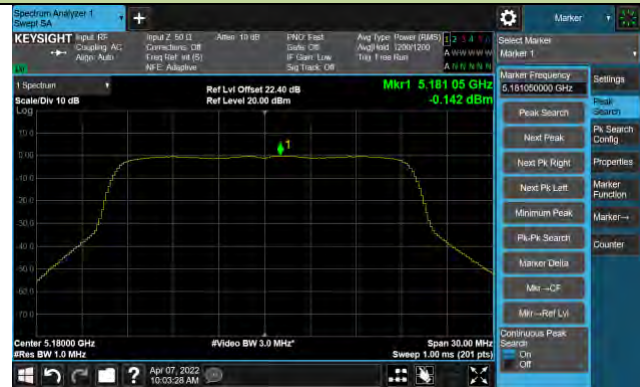 Spectrum Analyzer 1
Swept SA
Marker
KEYSIGHT Input: RF
Coupling: AC
Align: Auto
Input Z: 50 Ω
Corrections: Off
Freq Ref: Int (S)
NFE: Adaptive
Atten: 10 dB
PNO: Fast
Gate: Off
IF Gain: Low
Sig Track: Off
Avg Type: Power (RMS)
Avg|Hold: 1200/1200
Trig: Free Run
1 2 3 4 5 6
A W W W W W
A N N N N N
Select Marker
Marker 1
1 Spectrum
Scale/Div 10 dB
Log
Ref Lvl Offset 22.40 dB
Ref Level 20.00 dBm
Mkr1 5.181 05 GHz
-0.142 dBm
Marker Frequency
5.181050000 GHz
Settings
Peak Search
Peak
Search
Next Peak
Pk Search
Config
Next Pk Right
Properties
Next Pk Left
Marker
Function
Minimum Peak
Marker→
Pk-Pk Search
Counter
Marker Delta
Mkr→CF
Mkr→Ref Lvl
Continuous Peak
Search
On
Off
1
10.0
0.00
-10.0
-20.0
-30.0
-40.0
-50.0
-60.0
-70.0
Center 5.18000 GHz
#Res BW 1.0 MHz
#Video BW 3.0 MHz*
Span 30.00 MHz
Sweep 1.00 ms (201 pts)
?
Apr 07, 2022
10:03:28 AM